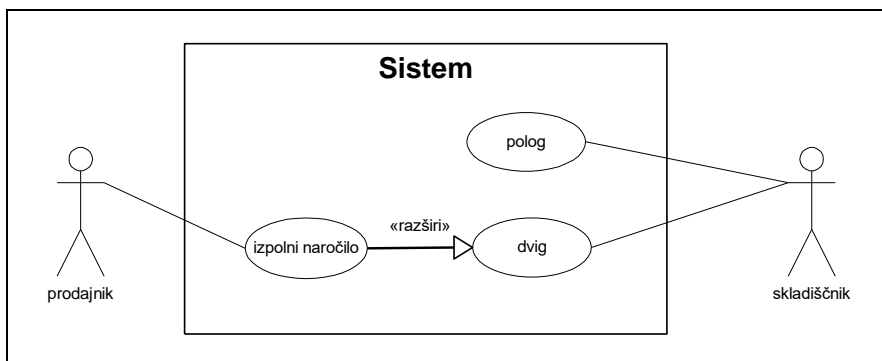 Sistem
polog
«razširi»
izpolni naročilo
dvig
prodajnik
skladiščnik